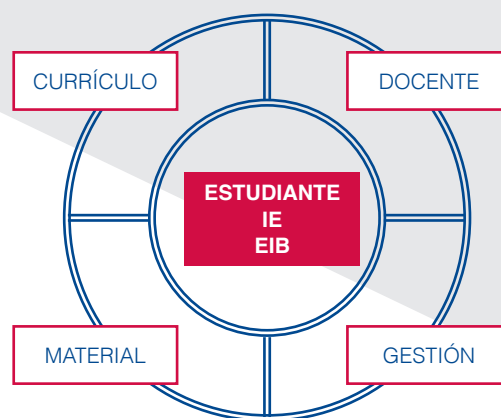 CURRÍCULO
DOCENTE
ESTUDIANTE
IE
EIB
MATERIAL
GESTIÓN